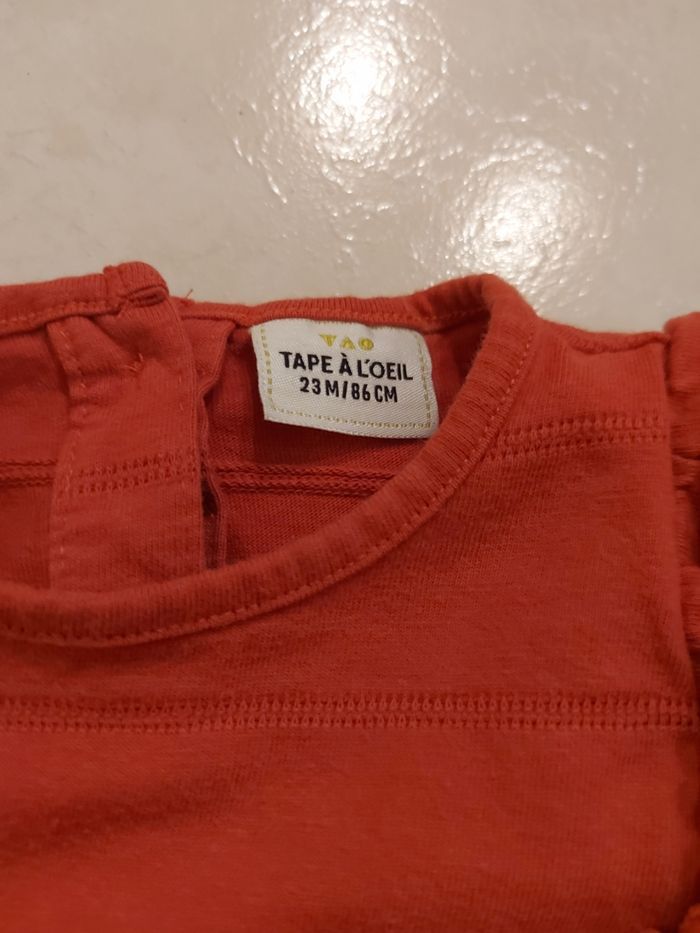 TAO
TAPE À L'OEIL
23 M/86 CM